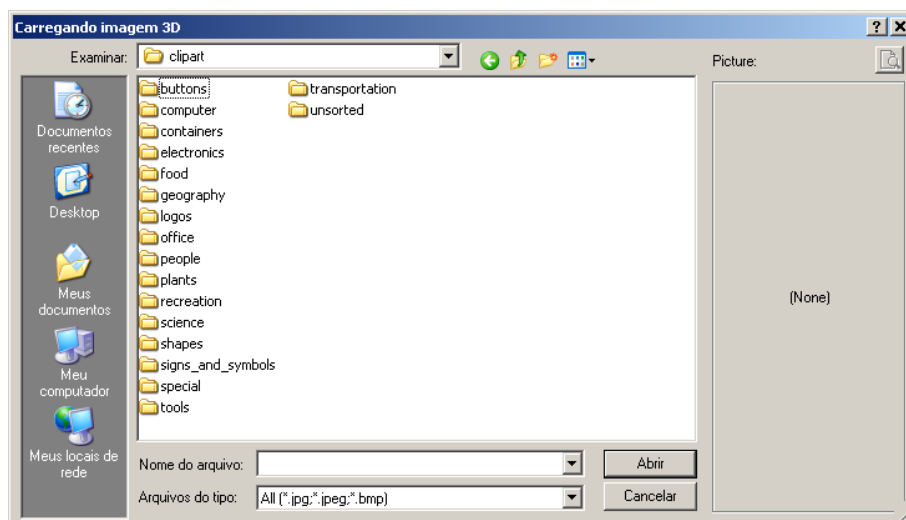 Carregando imagem 3D
Examinar:
clipart
Picture:
Documentos
recentes
Desktop
Meus
documentos
Meu
computador
Meus locais de
rede
buttons
computer
containers
electronics
food
geography
logos
office
people
plants
recreation
science
shapes
signs_and_symbols
special
tools
transportation
unsorted
(None)
Nome do arquivo:
Abrir
Arquivos do tipo:
All (*.jpg;*.jpeg;*.bmp)
Cancelar